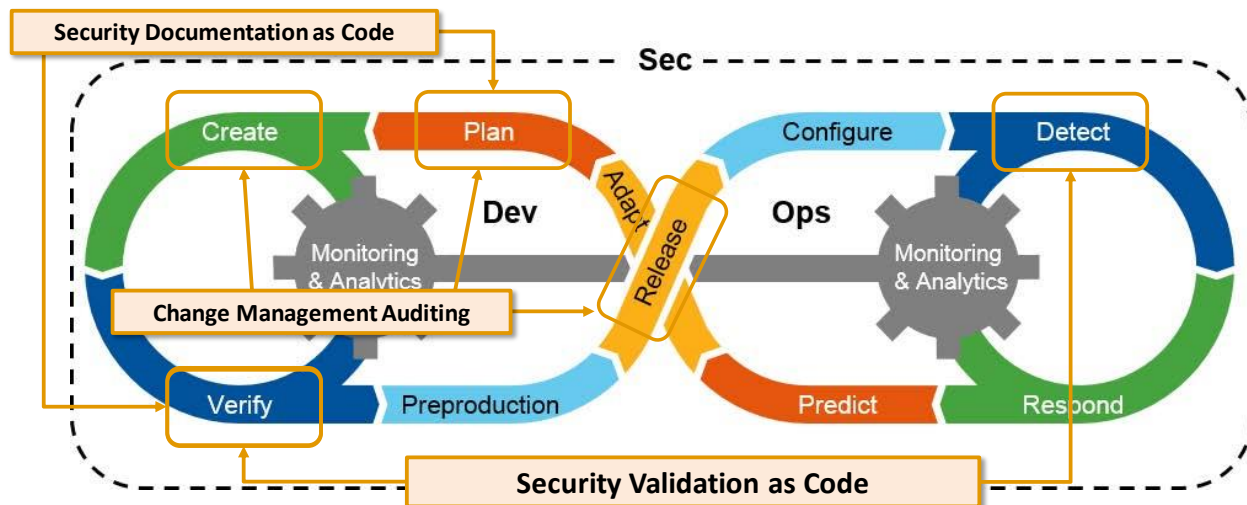 Security Documentation as Code
Sec
Create
Plan
Configure
Detect
Adapt
Release
Dev
Ops
Monitoring
& Analytics
Monitoring
& Analytics
Change Management Auditing
Verify
Preproduction
Predict
Respond
Security Validation as Code